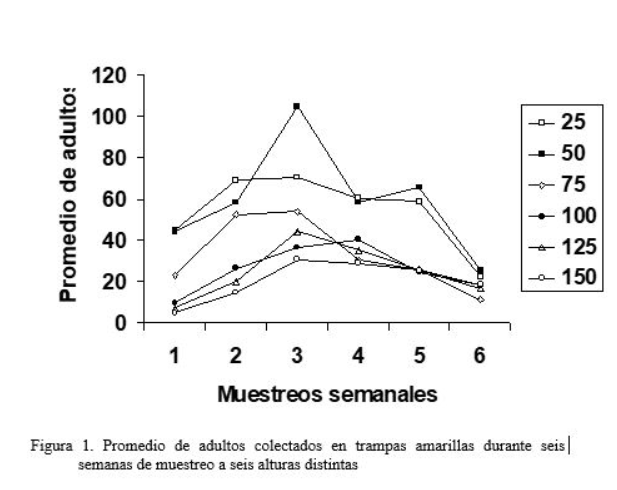 Promedio de adultos
120
100
80
60
40
20
0
1 2 3 4 5 6
Muestreos semanales
25
50
75
100
125
150
Figura 1. Promedio de adultos colectados en trampas amarillas durante seis
semanas de muestreo a seis alturas distintas